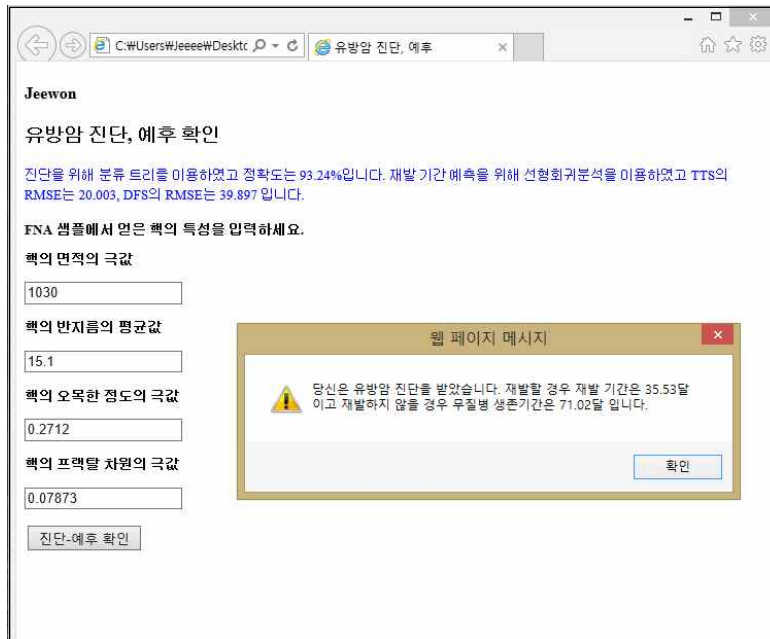 C:₩Users₩Jeeee₩Desktc
유방암 진단, 예후
Jeewon
유방암 진단, 예후 확인
진단을 위해 분류 트리를 이용하였고 정확도는 93.24%입니다. 재발 기간 예측을 위해 선형회귀분석을 이용하였고 TTS의
RMSE는 20.003, DFS의 RMSE는 39.897 입니다.
FNA 샘플에서 얻은 핵의 특성을 입력하세요.
핵의 면적의 극값
1030
핵의 반지름의 평균값
15.1
핵의 오목한 정도의 극값
0.2712
핵의 프랙탈 차원의 극값
0.07873
진단-예후 확인
웹 페이지 메시지
당신은 유방암 진단을 받았습니다. 재발할 경우 재발 기간은 35.53달
이고 재발하지 않을 경우 무질병 생존기간은 71.02달 입니다.
확인